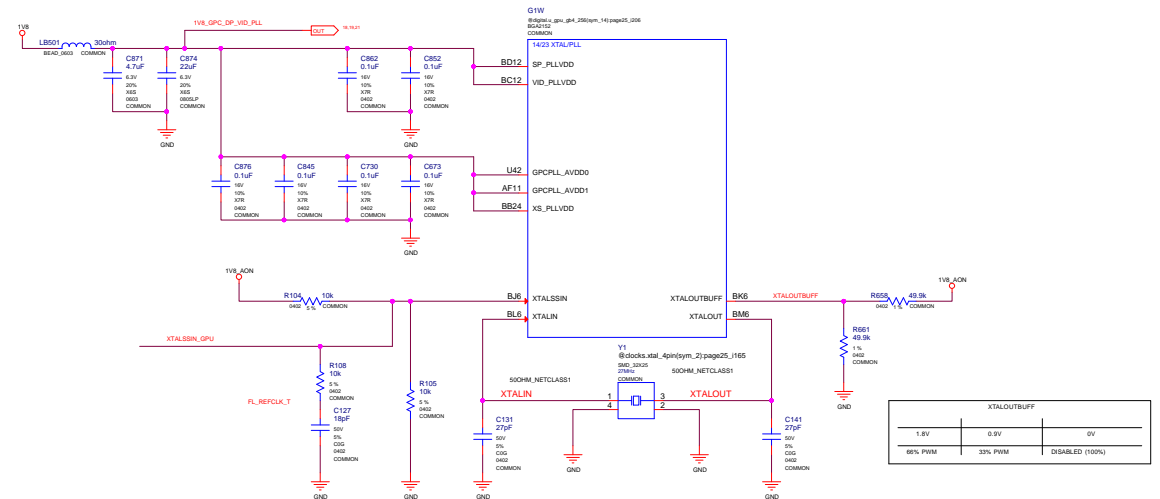 1V8
1V8_GPC_DP_VID_PLL
OUT
LB501
30ohm
BEAD_0603
COMMON
C871
4.7uF
6.3V
20%
X6S
0603
COMMON
C874
22uF
6.3V
20%
X6S
0805LP
COMMON
GND
C862
0.1uF
16V
10%
X7R
0402
COMMON
C852
0.1uF
16V
10%
X7R
0402
COMMON
GND
C876
0.1uF
16V
10%
X7R
0402
COMMON
C845
0.1uF
16V
10%
X7R
0402
COMMON
C730
0.1uF
16V
10%
X7R
0402
COMMON
C673
0.1uF
16V
10%
X7R
0402
COMMON
GND
G1W
@digital.u_gpu_gb4_256(sym_14):page25_i206
BGA2152
COMMON
14/23 XTAL/PLL
BD12 SP_PLLVDD
BC12 VID_PLLVDD
U42 GPCPLL_AVDD0
AF11 GPCPLL_AVDD1
BB24 XS_PLLVDD
BJ6 XTALSSIN
BL6 XTALIN
XTALOUTBUFF BK6
XTALOUT BM6
1V8_AON
R104
10k
0402
5 %
COMMON
XTALSSIN_GPU
R108
10k
5 %
0402
COMMON
FL_REFCLK_T
C127
18pF
50V
5%
C0G
0402
COMMON
GND
R105
10k
5 %
0402
COMMON
GND
50OHM_NETCLASS1
XTALIN
C131
27pF
50V
5%
C0G
0402
COMMON
GND
Y1
@clocks.xtal_4pin(sym_2):page25_i165
SMD_32X25
27MHz
COMMON
1
4
3
2
GND
GND
50OHM_NETCLASS1
XTALOUT
C141
27pF
50V
5%
C0G
0402
COMMON
GND
XTALOUTBUFF
R658
49.9k
0402
1 %
COMMON
1V8_AON
R661
49.9k
1 %
0402
COMMON
GND
XTALOUTBUFF
1.8V 0.9V 0V
66% PWM 33% PWM DISABLED (100%)